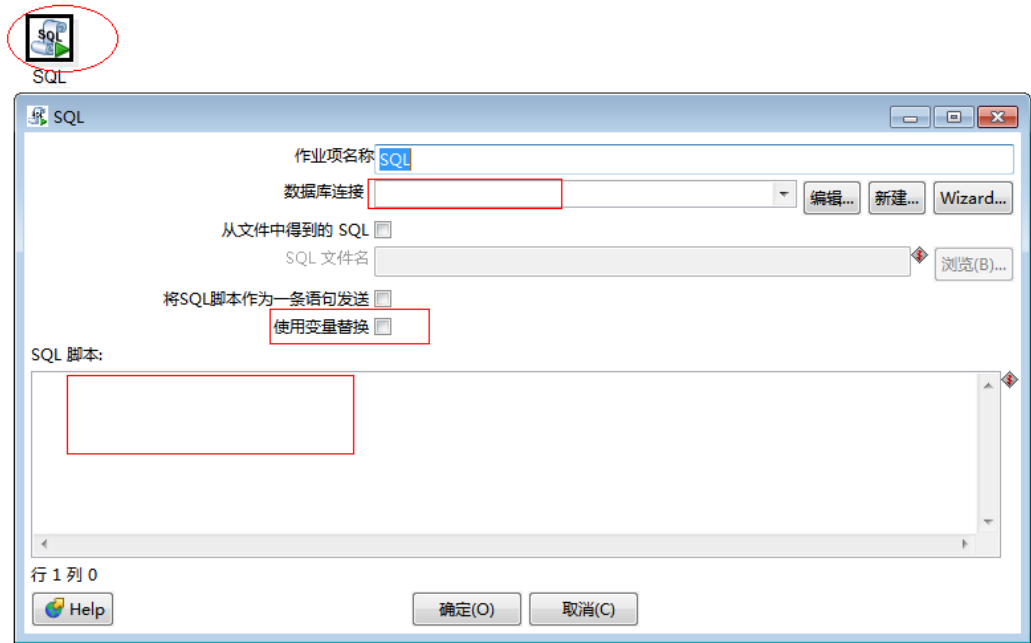 SQL
SQL
SQL
作业项名称 SQL
数据库连接 编辑... 新建... Wizard...
从文件中得到的 SQL
SQL 文件名 浏览(B)...
将SQL脚本作为一条语句发送
使用变量替换
SQL 脚本:
行 1 列 0
Help 确定(O) 取消(C)